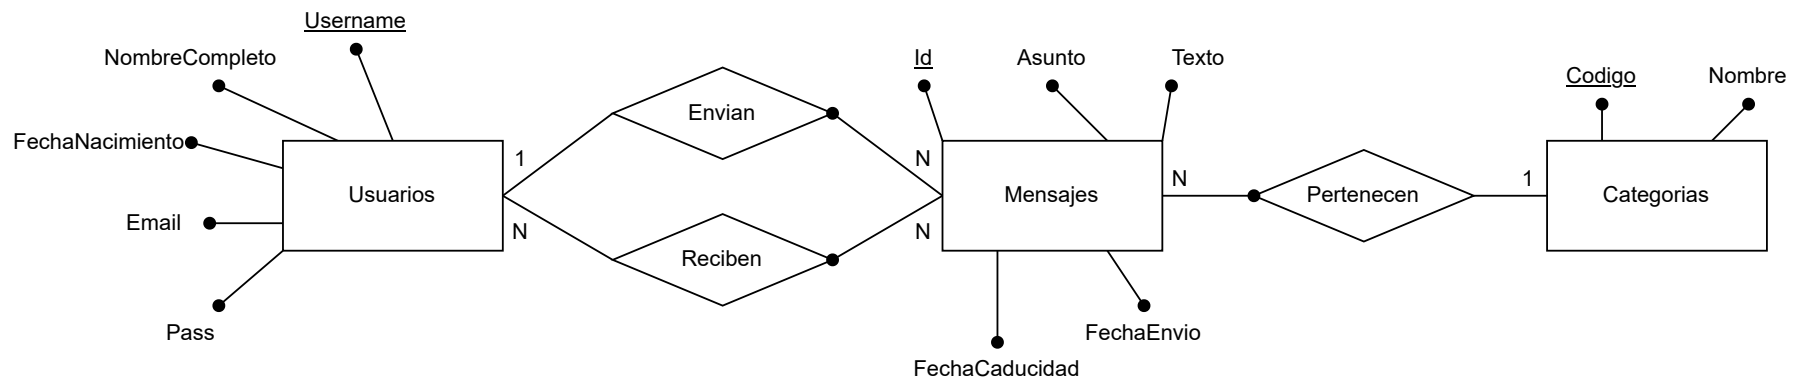 Username
NombreCompleto
Id
Asunto
Texto
Codigo
Nombre
Envian
FechaNacimiento
1
N
N
1
Usuarios
Mensajes
Pertenecen
Categorias
Email
N
N
Reciben
Pass
FechaEnvio
FechaCaducidad